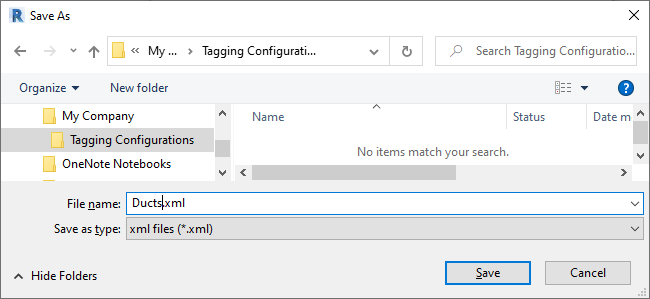 R Save As
« My ... › Tagging Configurati... › Search Tagging Configuratio...
Organize New folder ?
My Company
Tagging Configurations
OneNote Notebooks
Name Status Date m
No items match your search.
File name: Ducts.xml
Save as type: xml files (*.xml)
Hide Folders Save Cancel